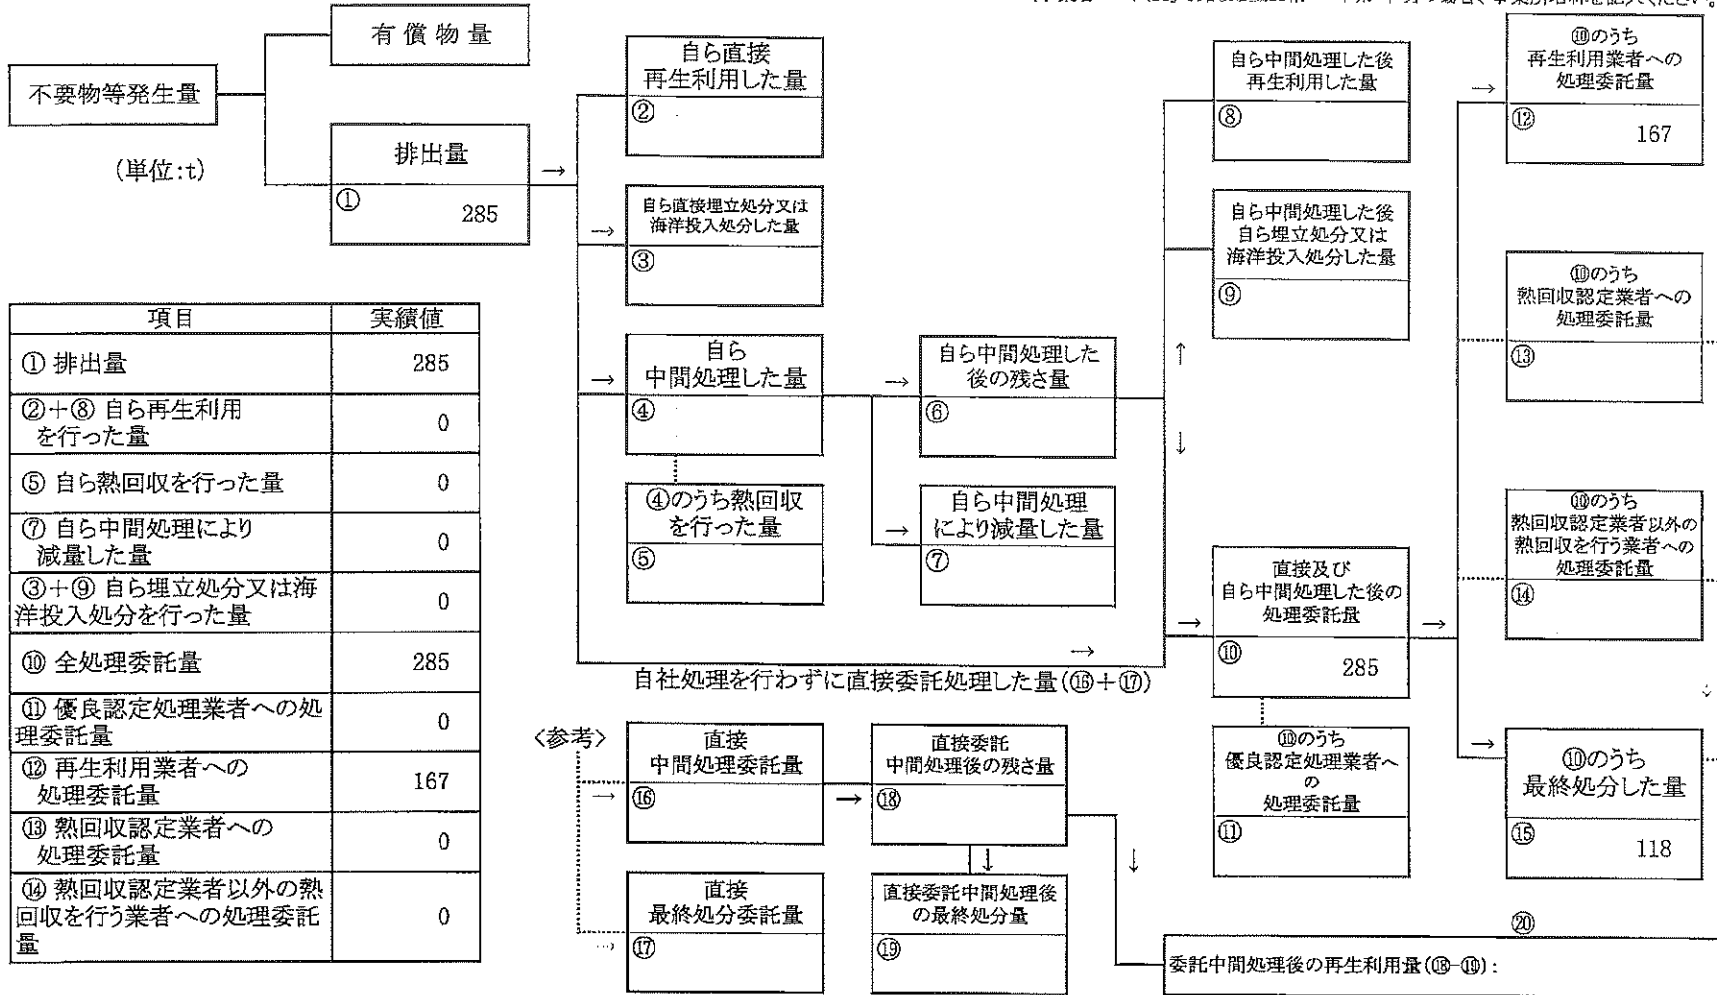 有償物量
不要物等発生量
(単位:t)
排出量
①
285
→
自ら直接
再生利用した量
②
→
自ら直接埋立処分又は
海洋投入処分した量
③
→
自ら
中間処理した量
④
④のうち熱回収
を行った量
⑤
→
自ら中間処理した
後の残さ量
⑥
→
自ら中間処理
により減量した量
⑦
自ら中間処理した後
再生利用した量
⑧
自ら中間処理した後
自ら埋立処分又は
海洋投入処分した量
⑨
↑
↓
→
自社処理を行わずに直接委託処理した量(⑯+⑰)
→
直接及び
自ら中間処理した後の
処理委託量
⑩
285
→
⑩のうち
優良認定処理業者へ
の
処理委託量
⑪
→
⑩のうち
再生利用業者への
処理委託量
⑫
167
⑩のうち
熱回収認定業者への
処理委託量
⑬
⑩のうち
熱回収認定業者以外の
熱回収を行う業者への
処理委託量
⑭
↓
→
⑩のうち
最終処分した量
⑮
118
項目 実績値
① 排出量 285
②+⑧ 自ら再生利用
を行った量 0
⑤ 自ら熱回収を行った量 0
⑦ 自ら中間処理により
減量した量 0
③+⑨ 自ら埋立処分又は海
洋投入処分を行った量 0
⑩ 全処理委託量 285
⑪ 優良認定処理業者への処
理委託量 0
⑫ 再生利用業者への
処理委託量 167
⑬ 熱回収認定業者への
処理委託量 0
⑭ 熱回収認定業者以外の熱
回収を行う業者への処理委託
量 0
〈参考〉
→
直接
中間処理委託量
⑯
→
直接委託
中間処理後の残さ量
⑱
↓
↓
直接
最終処分委託量
⑰
直接委託中間処理後
の最終処分量
⑲
⑳
委託中間処理後の再生利用量(⑱-⑲):